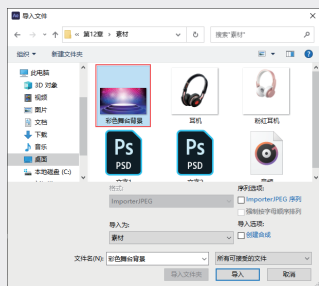 导入文件
第12章 › 素材
搜索"素材"
组织 新建文件夹
此电脑
3D 对象
视频
图片
文档
下载
音乐
桌面
本地磁盘 (C:)
彩色舞台背景
耳机
粉红耳机
Ps
PSD
Ps
PSD
格式:
ImporterJPEG
序列选项:
ImporterJPEG 序列
强制按字母顺序排列
导入为:
素材
导入选项:
创建合成
文件名(N): 彩色舞台背景
所有可接受的文件
导入文件夹
导入
取消